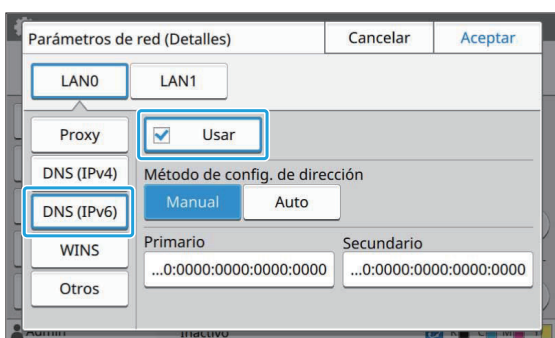 Parámetros de red (Detalles)
Cancelar
Aceptar
LAN0
LAN1
Proxy
Usar
DNS (IPv4)
Método de config. de dirección
DNS (IPv6)
Manual
Auto
WINS
Primario
Secundario
...0:0000:0000:0000:0000
...0:0000:0000:0000:0000
Otros
Admin
Inactivo